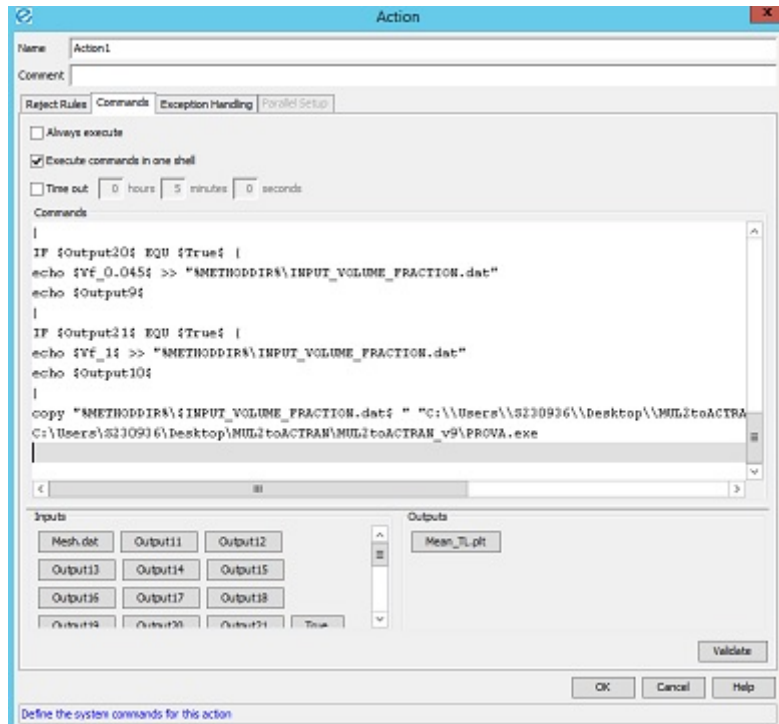 Action
Name Action1
Comment
Reject Rules Commands Exception Handling Parallel Setup
Always execute
Execute commands in one shell
Time out 0 hours 5 minutes 0 seconds
Commands
)
IF $Output20$ EQU $True$ (
echo $Vf_0.045$ >> "%METHODDIR%\INPUT_VOLUME_FRACTION.dat"
echo $Output9$
)
IF $Output21$ EQU $True$ (
echo $Vf_1$ >> "%METHODDIR%\INPUT_VOLUME_FRACTION.dat"
echo $Output10$
)
copy "%METHODDIR%\$INPUT_VOLUME_FRACTION.dat$ " "C:\\Users\\S230936\\Desktop\\MUL2toACTRA
C:\Users\S230936\Desktop\MUL2toACTRAN\MUL2toACTRAN_v9\PROVA.exe
Inputs Outputs
Mesh.dat Output11 Output12 Mean_TL.plt
Output13 Output14 Output15
Output16 Output17 Output18
Output19 Output20 Output21 True
Validate
OK Cancel Help
Define the system commands for this action